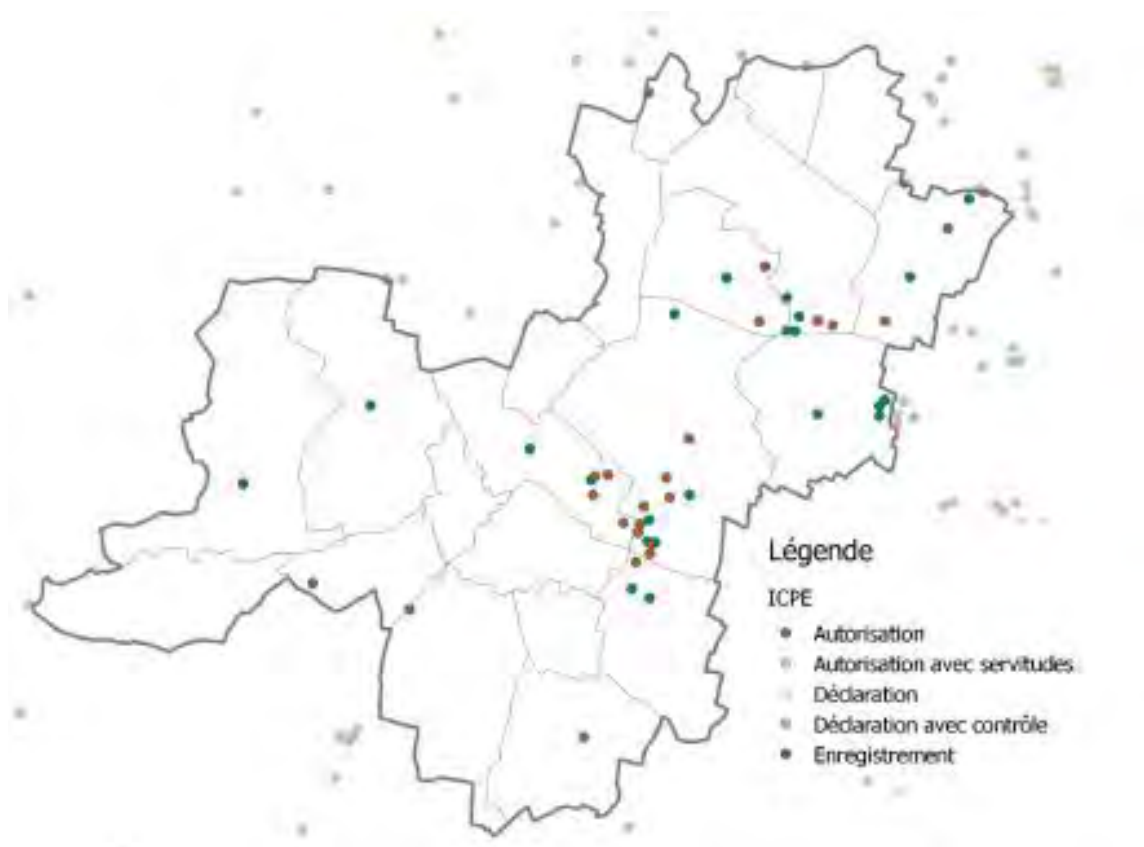 Légende
ICPE
Autorisation
Autorisation avec servitudes
Déclaration
Déclaration avec contrôle
Enregistrement